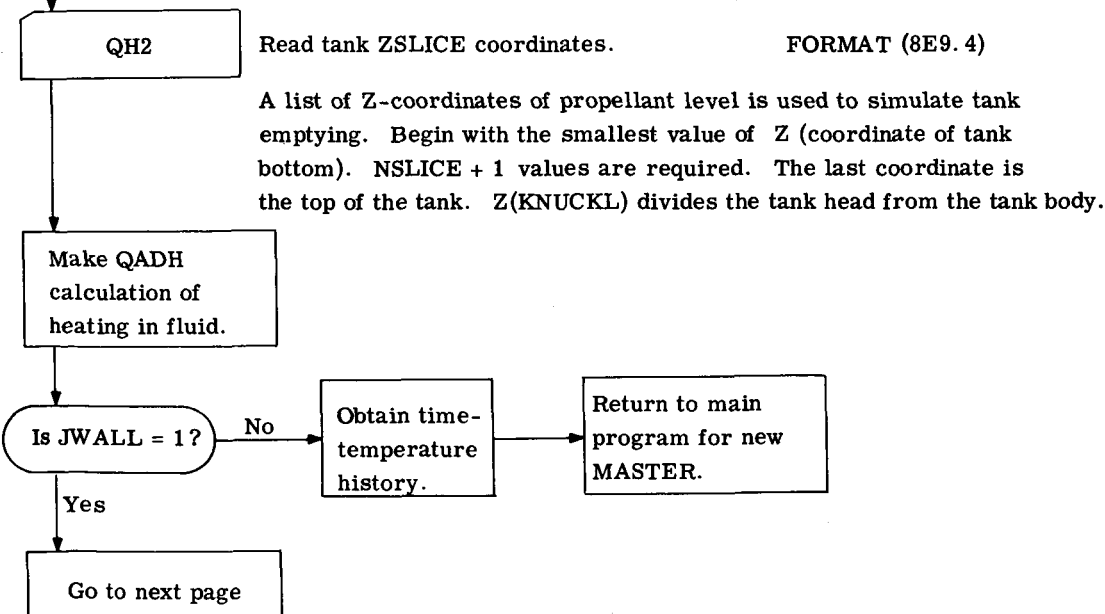 QH2 Read tank ZSLICE coordinates. FORMAT (8E9.4)
A list of Z-coordinates of propellant level is used to simulate tank
emptying. Begin with the smallest value of Z (coordinate of tank
bottom). NSLICE + 1 values are required. The last coordinate is
the top of the tank. Z(KNUCKL) divides the tank head from the tank body.
Make QADH
calculation of
heating in fluid.
Is JWALL = 1?
No
Obtain time-
temperature
history.
Return to main
program for new
MASTER.
Yes
Go to next page